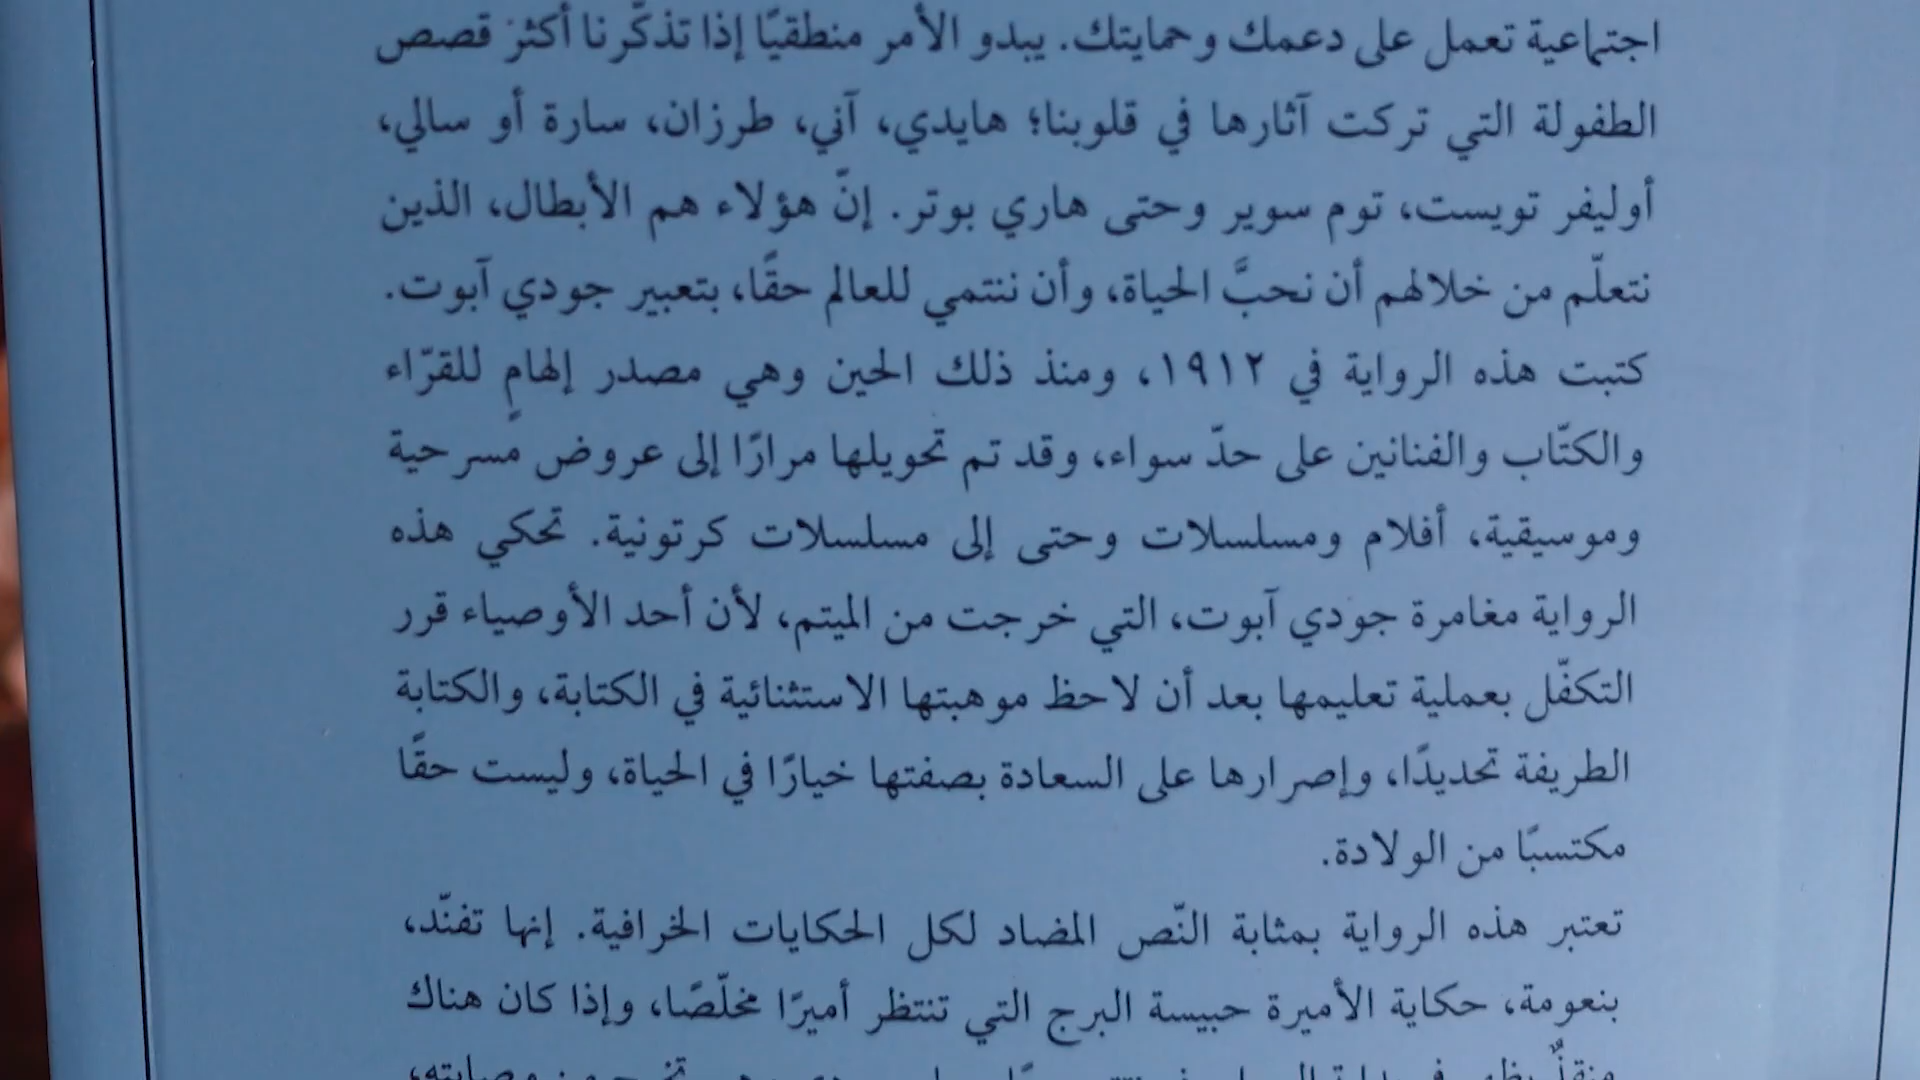 اجتماعية تعمل على دعمك وحمايتك. يبدو الأمر منطقيًا إذا تذكّرنا أكثر قصص
الطفولة التي تركت آثارها في قلوبنا؛ هايدي، آني، طرزان، سارة أو سالي،
أوليفر تويست، توم سوير وحتى هاري بوتر. إنّ هؤلاء هم الأبطال، الذين
نتعلّم من خلالهم أن نحبَّ الحياة، وأن ننتمي للعالم حقًا، بتعبير جودي آبوت.
كتبت هذه الرواية في ١٩١٢، ومنذ ذلك الحين وهي مصدر إلهامٍ للقرّاء
والكتّاب والفنانين على حدّ سواء، وقد تم تحويلها مرارًا إلى عروض مسرحية
وموسيقية، أفلام ومسلسلات وحتى إلى مسلسلات كرتونية. تحكي هذه
الرواية مغامرة جودي آبوت، التي خرجت من الميتم، لأن أحد الأوصياء قرر
التكفّل بعملية تعليمها بعد أن لاحظ موهبتها الاستثنائية في الكتابة، والكتابة
الطريفة تحديدًا، وإصرارها على السعادة بصفتها خيارًا في الحياة، وليست حقًا
مكتسبًا من الولادة.
تعتبر هذه الرواية بمثابة النّص المضاد لكل الحكايات الخرافية. إنها تفنّد،
بنعومة، حكاية الأميرة حبيسة البرج التي تنتظر أميرًا مخلّصًا، وإذا كان هناك